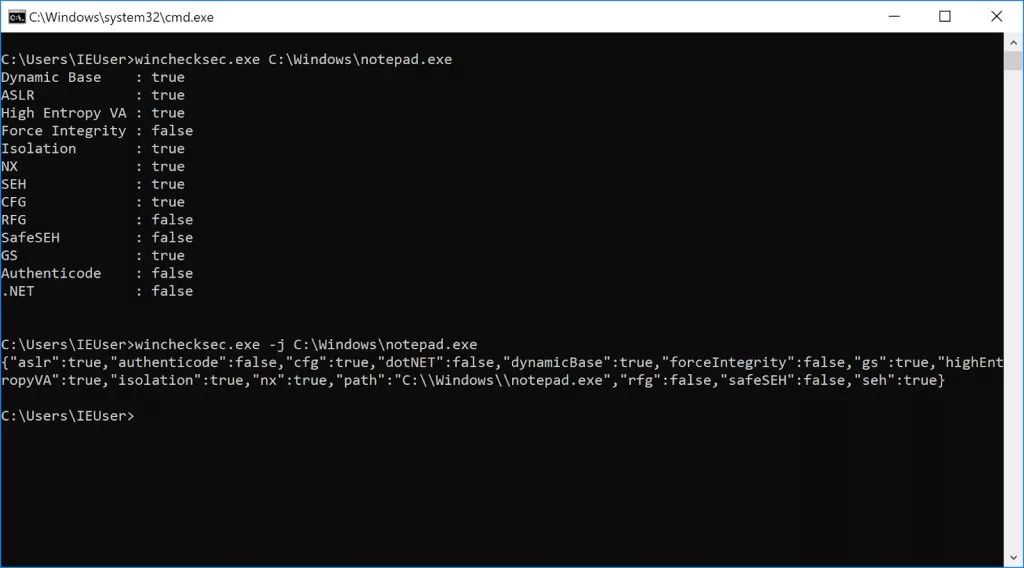 C:\Windows\system32\cmd.exe
C:\Users\IEUser>winchecksec.exe C:\Windows\notepad.exe
Dynamic Base    : true
ASLR            : true
High Entropy VA : true
Force Integrity : false
Isolation       : true
NX              : true
SEH             : true
CFG             : true
RFG             : false
SafeSEH         : false
GS              : true
Authenticode    : false
.NET            : false
C:\Users\IEUser>winchecksec.exe -j C:\Windows\notepad.exe
{"aslr":true,"authenticode":false,"cfg":true,"dotNET":false,"dynamicBase":true,"forceIntegrity":false,"gs":true,"highEnt
ropyVA":true,"isolation":true,"nx":true,"path":"C:\\Windows\\notepad.exe","rfg":false,"safeSEH":false,"seh":true}
C:\Users\IEUser>